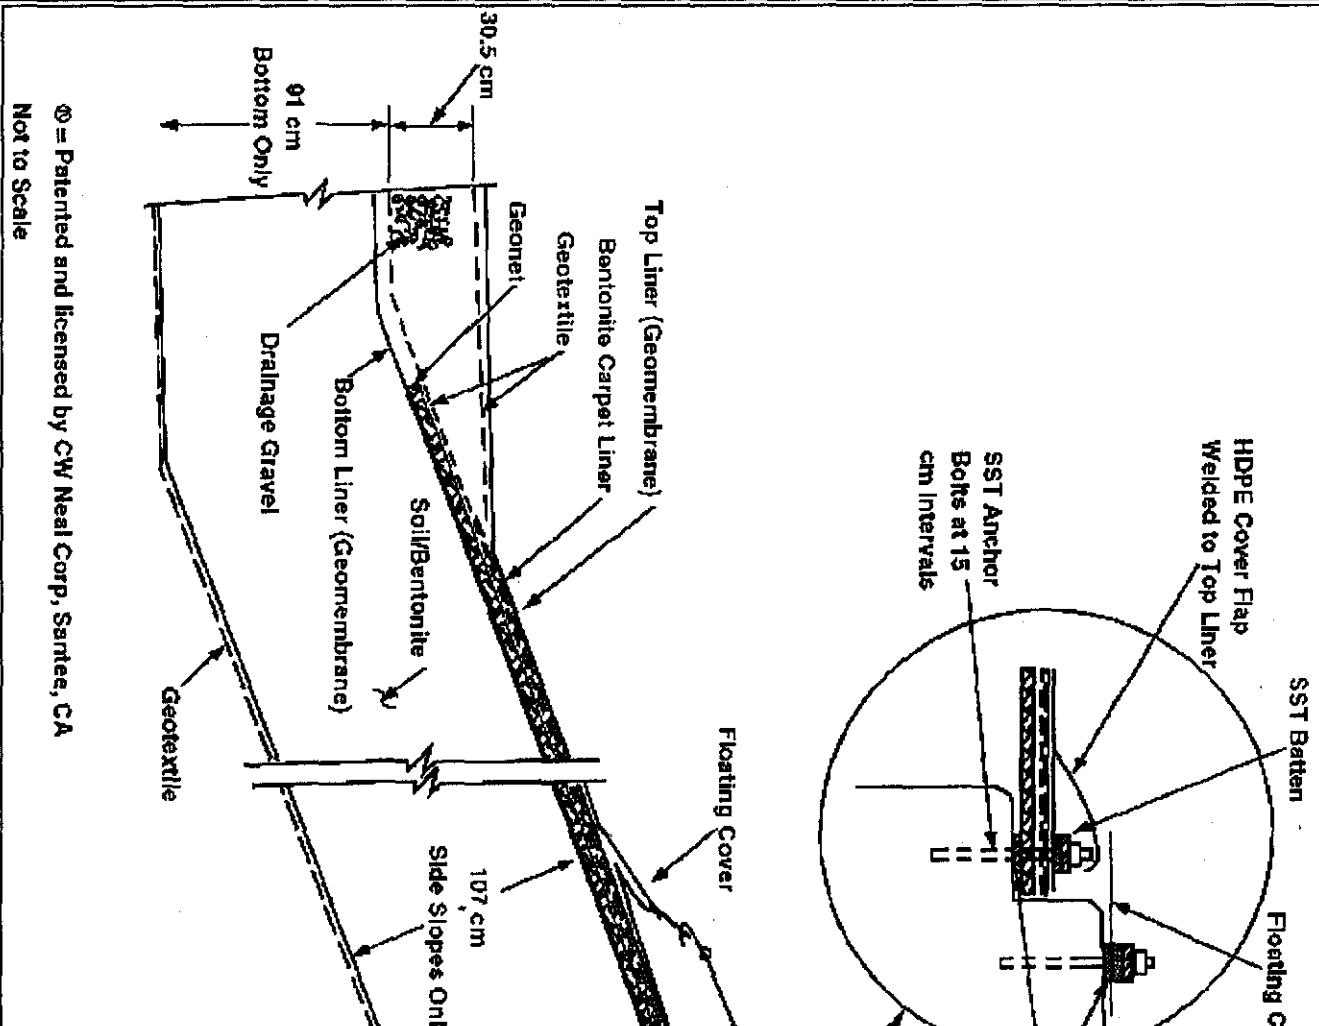 HDPE Cover Flap
Welded to Top Liner
SST Batten
Floating C
SST Anchor
Bolts at 15
cm Intervals
Floating Cover
Top Liner (Geomembrane)
Bentonite Carpet Liner
Geotextile
Geonet
30.5 cm
91 cm
Bottom Only
Drainage Gravel
Bottom Liner (Geomembrane)
Soil/Bentonite
107 cm
Side Slopes Onl
Geotextile
® = Patented and licensed by CW Neal Corp, Santee, CA
Not to Scale